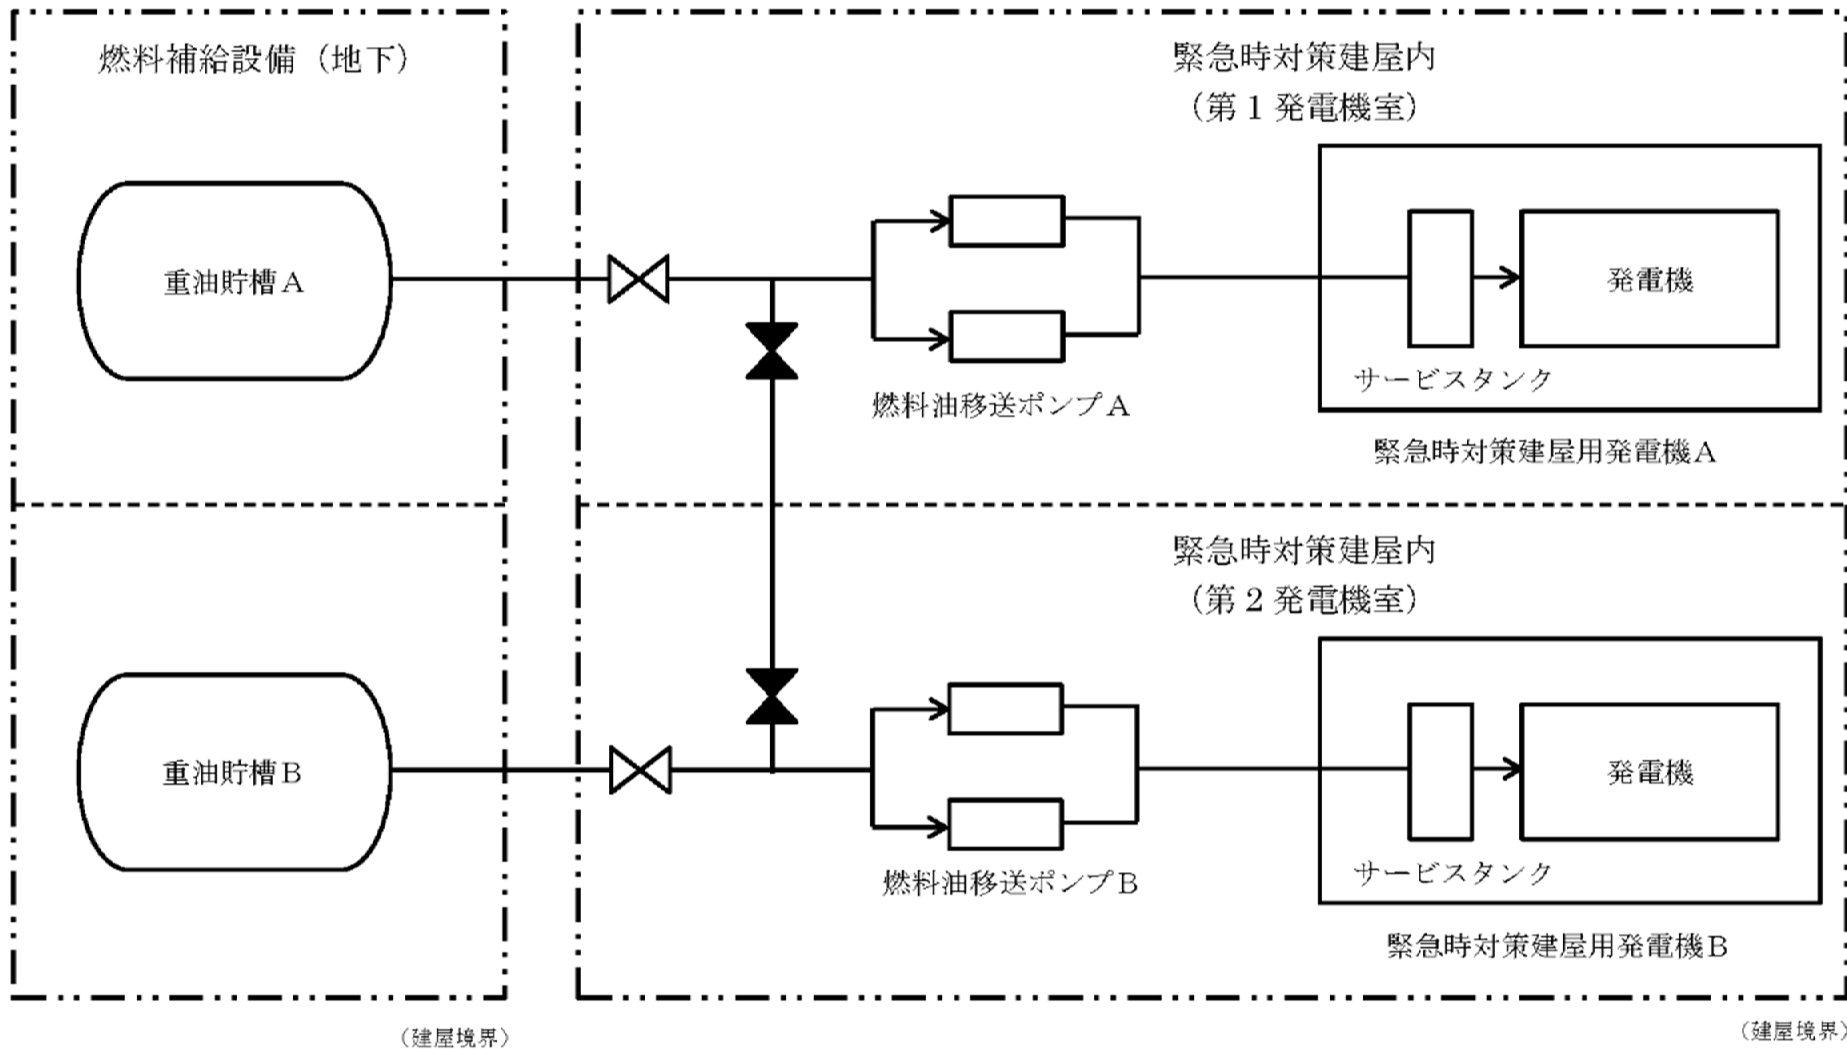 燃料補給設備（地下）
緊急時対策建屋内
（第１発電機室）
重油貯槽Ａ
発電機
サービスタンク
燃料油移送ポンプＡ
緊急時対策建屋用発電機Ａ
緊急時対策建屋内
（第２発電機室）
重油貯槽Ｂ
発電機
サービスタンク
燃料油移送ポンプＢ
緊急時対策建屋用発電機Ｂ
（建屋境界）
（建屋境界）